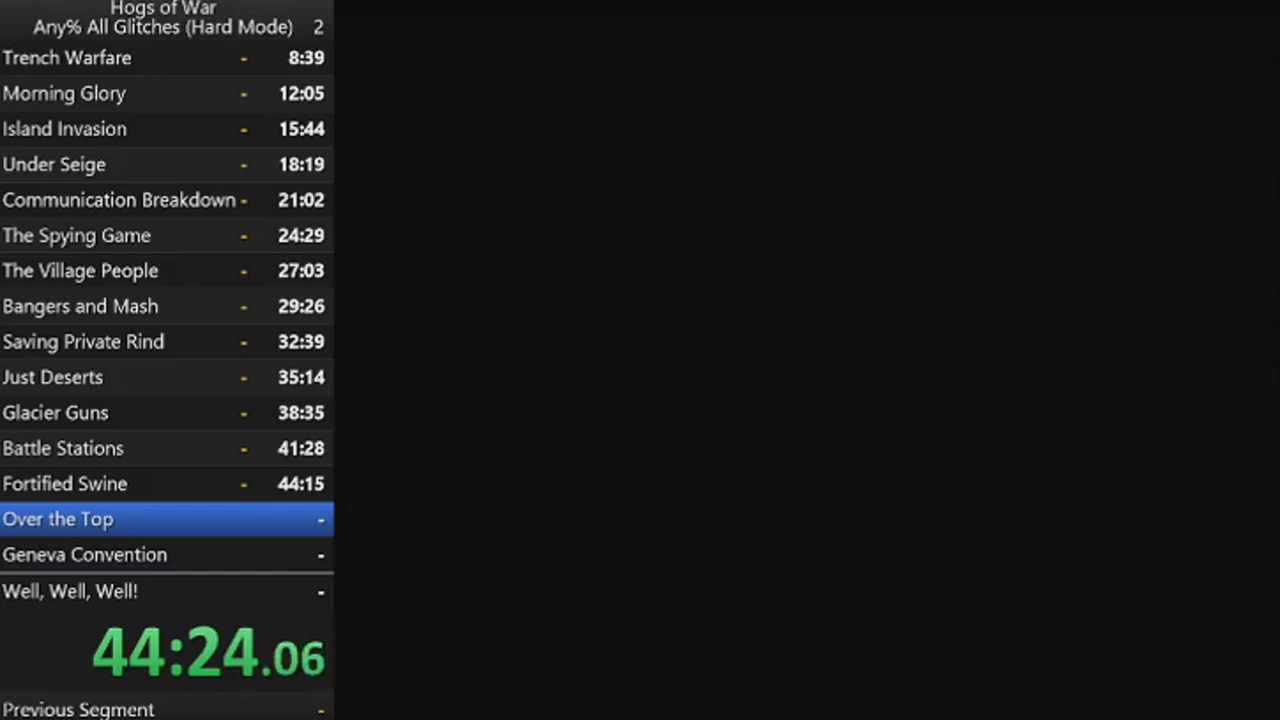 Hogs of War
Any% All Glitches (Hard Mode) 2
Trench Warfare - 8:39
Morning Glory - 12:05
Island Invasion - 15:44
Under Seige - 18:19
Communication Breakdown - 21:02
The Spying Game - 24:29
The Village People - 27:03
Bangers and Mash - 29:26
Saving Private Rind - 32:39
Just Deserts - 35:14
Glacier Guns - 38:35
Battle Stations - 41:28
Fortified Swine - 44:15
Over the Top -
Geneva Convention -
Well, Well, Well! -
44:24.06
Previous Segment -